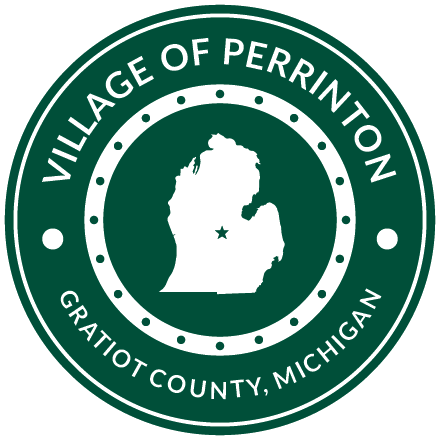 VILLAGE OF PERRINTON
GRATIOT COUNTY, MICHIGAN